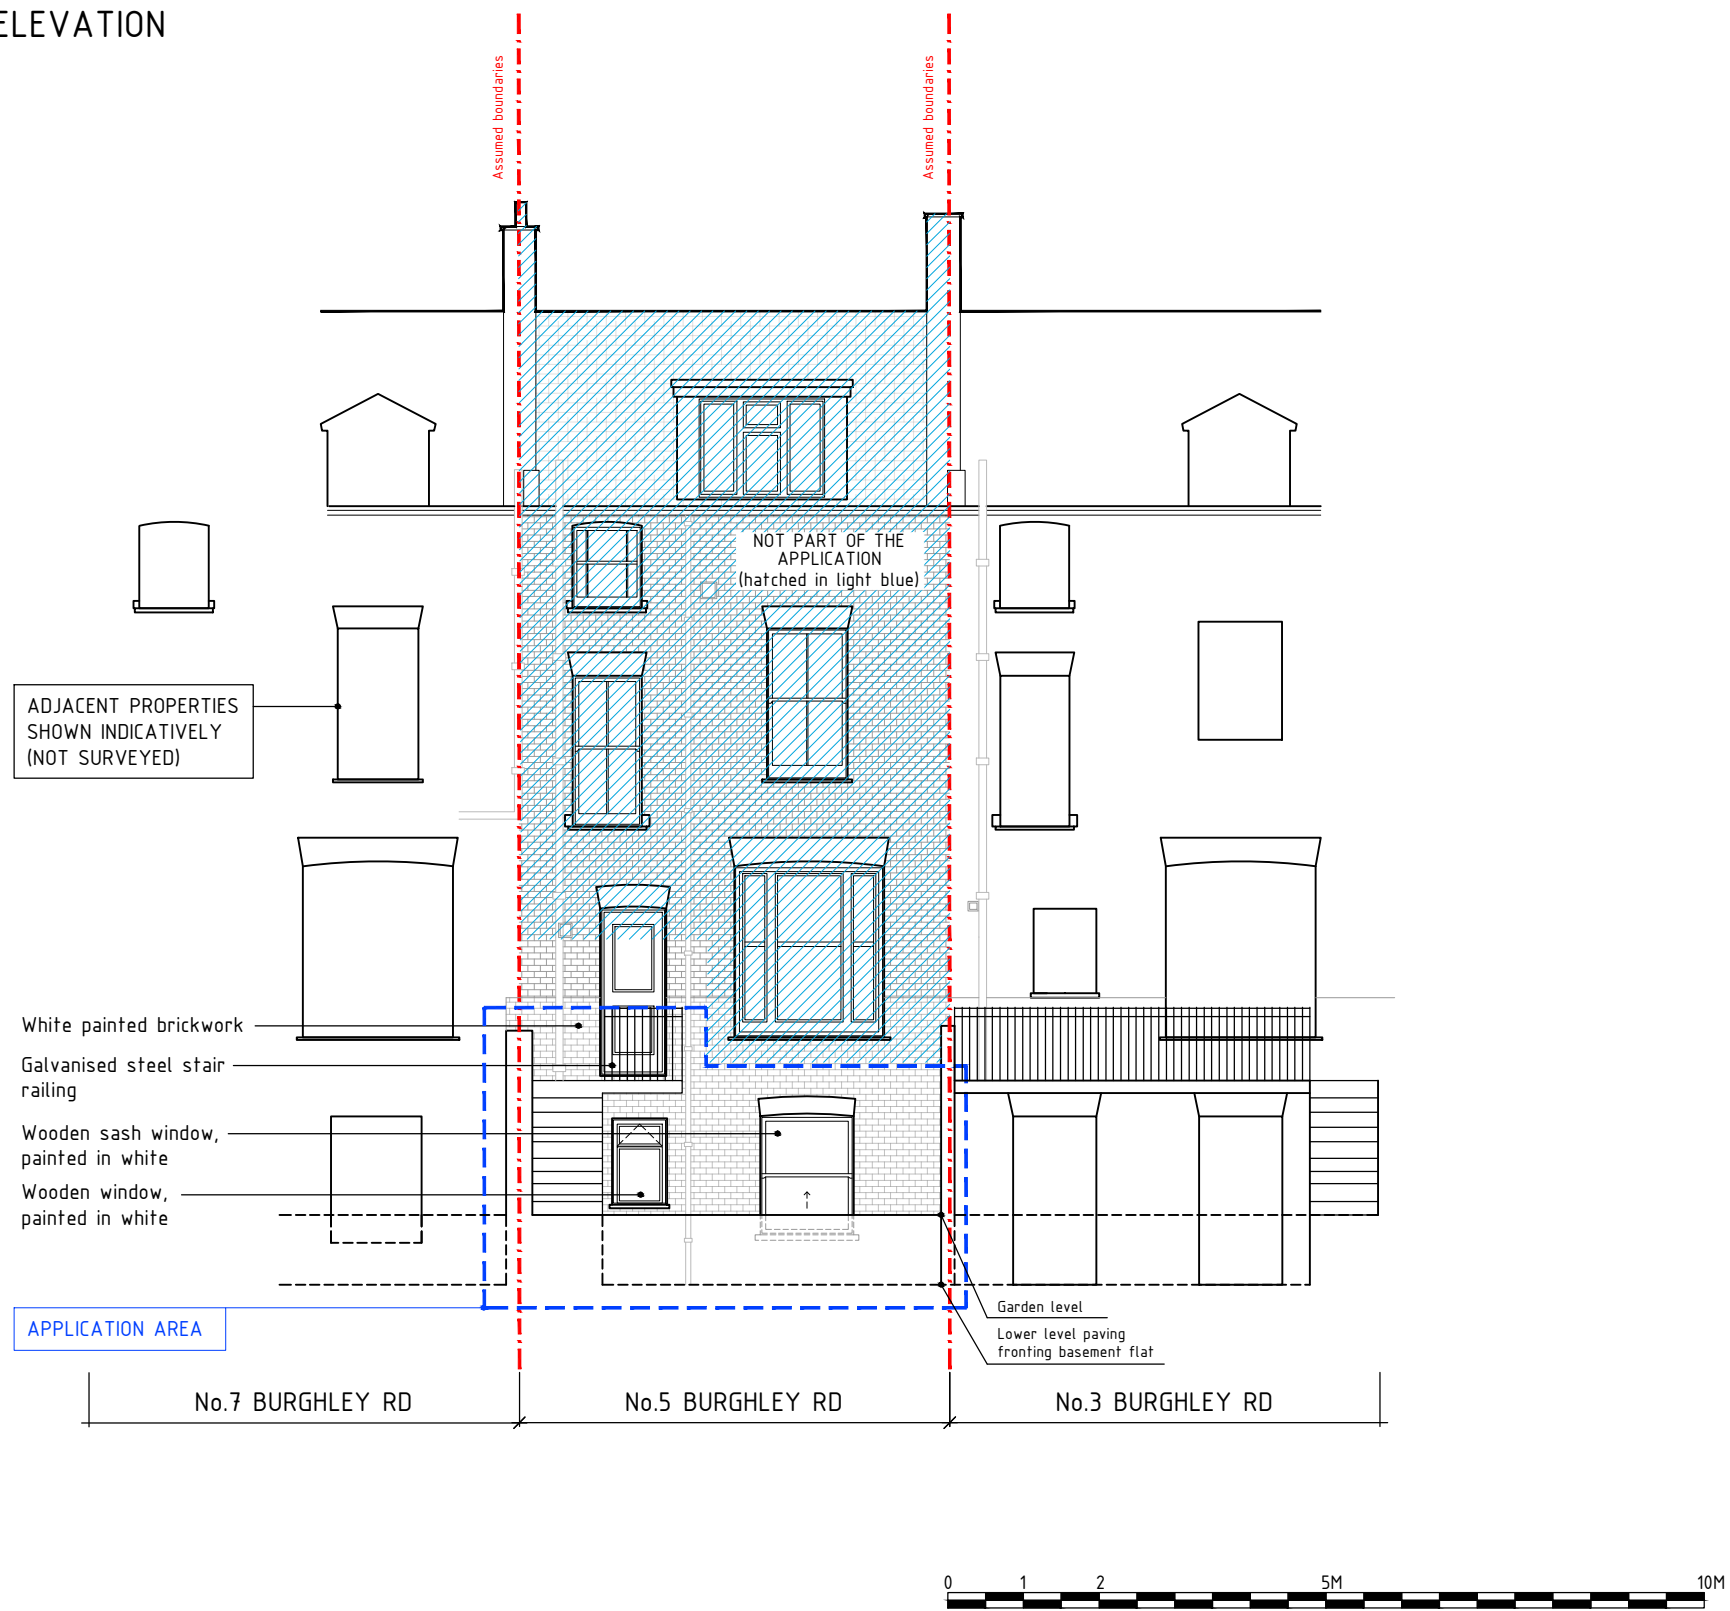 ELEVATION
Assumed boundaries
Assumed boundaries
NOT PART OF THE
APPLICATION
(hatched in light blue)
ADJACENT PROPERTIES
SHOWN INDICATIVELY
(NOT SURVEYED)
White painted brickwork
Galvanised steel stair
railing
Wooden sash window,
painted in white
Wooden window,
painted in white
APPLICATION AREA
Garden level
Lower level paving
fronting basement flat
No.7 BURGHLEY RD
No.5 BURGHLEY RD
No.3 BURGHLEY RD
0 1 2 5M 10M